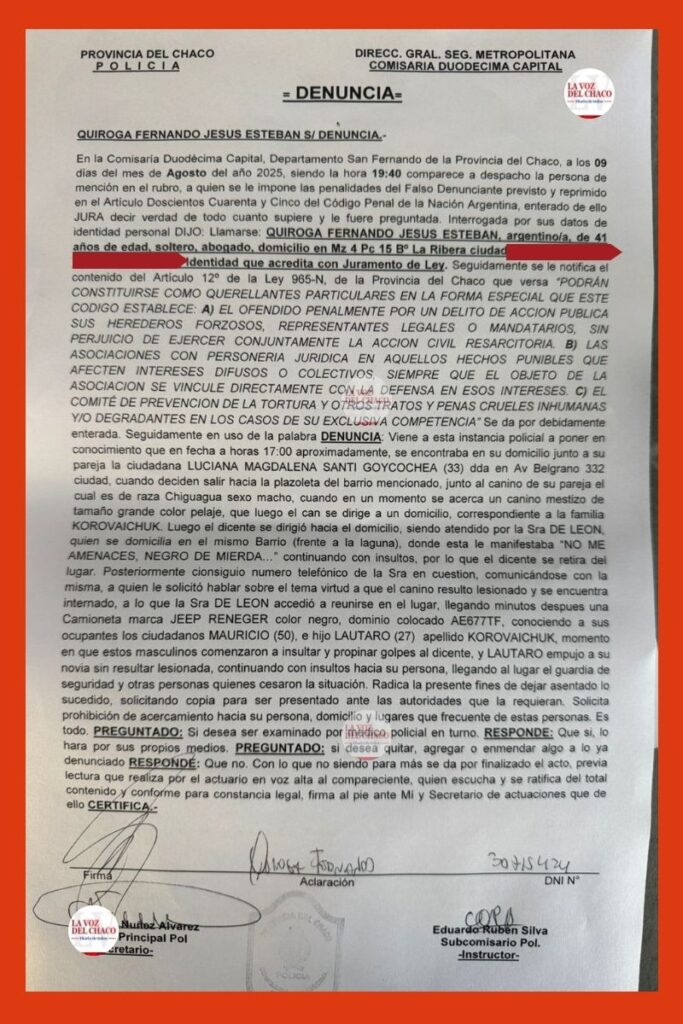 PROVINCIA DEL CHACO
POLICIA
DIRECC. GRAL. SEG. METROPOLITANA
COMISARIA DUODECIMA CAPITAL
LA VOZ
DEL CHACO
= DENUNCIA=
QUIROGA FERNANDO JESUS ESTEBAN S/ DENUNCIA.-
En la Comisaría Duodécima Capital, Departamento San Fernando de la Provincia del Chaco, a los 09
días del mes de Agosto del año 2025, siendo la hora 19:40 comparece a despacho la persona de
mención en el rubro, a quien se le impone las penalidades del Falso Denunciante previsto y reprimido
en el Artículo Doscientos Cuarenta y Cinco del Código Penal de la Nación Argentina, enterado de ello
JURA decir verdad de todo cuanto supiere y le fuere preguntada. Interrogada por sus datos de
identidad personal DIJO: Llamarse: QUIROGA FERNANDO JESUS ESTEBAN, argentino/a, de 41
años de edad, soltero, abogado, domicilio en Mz 4 Pc 15 Bº La Ribera ciudad
Identidad que acredita con Juramento de Ley. Seguidamente se le notifica el
contenido del Artículo 12º de la Ley 965-N, de la Provincia del Chaco que versa "PODRÁN
CONSTITUIRSE COMO QUERELLANTES PARTICULARES EN LA FORMA ESPECIAL QUE ESTE
CODIGO ESTABLECE: A) EL OFENDIDO PENALMENTE POR UN DELITO DE ACCION PUBLICA
SUS HEREDEROS FORZOSOS, REPRESENTANTES LEGALES O MANDATARIOS, SIN
PERJUICIO DE EJERCER CONJUNTAMENTE LA ACCION CIVIL RESARCITORIA. B) LAS
ASOCIACIONES CON PERSONERIA JURIDICA EN AQUELLOS HECHOS PUNIBLES QUE
AFECTEN INTERESES DIFUSOS O COLECTIVOS, SIEMPRE QUE EL OBJETO DE LA
ASOCIACION SE VINCULE DIRECTAMENTE CON LA DEFENSA EN ESOS INTERESES. C) EL
COMITÉ DE PREVENCION DE LA TORTURA Y OTROS TRATOS Y PENAS CRUELES INHUMANAS
Y/O DEGRADANTES EN LOS CASOS DE SU EXCLUSIVA COMPETENCIA" Se da por debidamente
enterada. Seguidamente en uso de la palabra DENUNCIA: Viene a esta instancia policial a poner en
conocimiento que en fecha a horas 17:00 aproximadamente, se encontraba en su domicilio junto a su
pareja la ciudadana LUCIANA MAGDALENA SANTI GOYCOCHEA (33) dda en Av Belgrano 332
ciudad, cuando deciden salir hacia la plazoleta del barrio mencionado, junto al canino de su pareja el
cual es de raza Chiguagua sexo macho, cuando en un momento se acerca un canino mestizo de
tamaño grande color pelaje, que luego el can se dirige a un domicilio, correspondiente a la familia
KOROVAICHUK. Luego el dicente se dirigió hacia el domicilio, siendo atendido por la Sra DE LEON,
quien se domicilia en el mismo Barrio (frente a la laguna), donde esta le manifestaba "NO ME
AMENACES, NEGRO DE MIERDA..." continuando con insultos, por lo que el dicente se retira del
lugar. Posteriormente cionsiguio numero telefónico de la Sra en cuestion, comunicándose con la
misma, a quien le solicitó hablar sobre el tema virtud a que el canino resulto lesionado y se encuentra
internado, a lo que la Sra DE LEON accedió a reunirse en el lugar, llegando minutos despues una
Camioneta marca JEEP RENEGER color negro, dominio colocado AE677TF, conociendo a sus
ocupantes los ciudadanos MAURICIO (50), e hijo LAUTARO (27) apellido KOROVAICHUK, momento
en que estos masculinos comenzaron a insultar y propinar golpes al dicente, y LAUTARO empujo a su
novia sin resultar lesionada, continuando con insultos hacia su persona, llegando al lugar el guardia de
seguridad y otras personas quienes cesaron la situación. Radica la presente fines de dejar asentado lo
sucedido, solicitando copia para ser presentado ante las autoridades que la requieran. Solicita
prohibición de acercamiento hacia su persona, domicilio y lugares que frecuente de estas personas. Es
todo. PREGUNTADO: Si desea ser examinado por médico policial en turno. RESPONDE: Que si, lo
hara por sus propios medios. PREGUNTADO: si desea quitar, agregar o enmendar algo a lo ya
denunciado RESPONDE: Que no. Con lo que no siendo para más se da por finalizado el acto, previa
lectura que realiza por el actuario en voz alta al compareciente, quien escucha y se ratifica del total
contenido y conforme para constancia legal, firma al pie ante Mi y Secretario de actuaciones que de
ello CERTIFICA.-
Firma
Aclaración
DNI Nº
LA VOZ
DEL CHACO
Nuñez Alvarez
Principal Pol
cretario-
Eduardo Rubén Silva
Subcomisario Pol.
-Instructor-